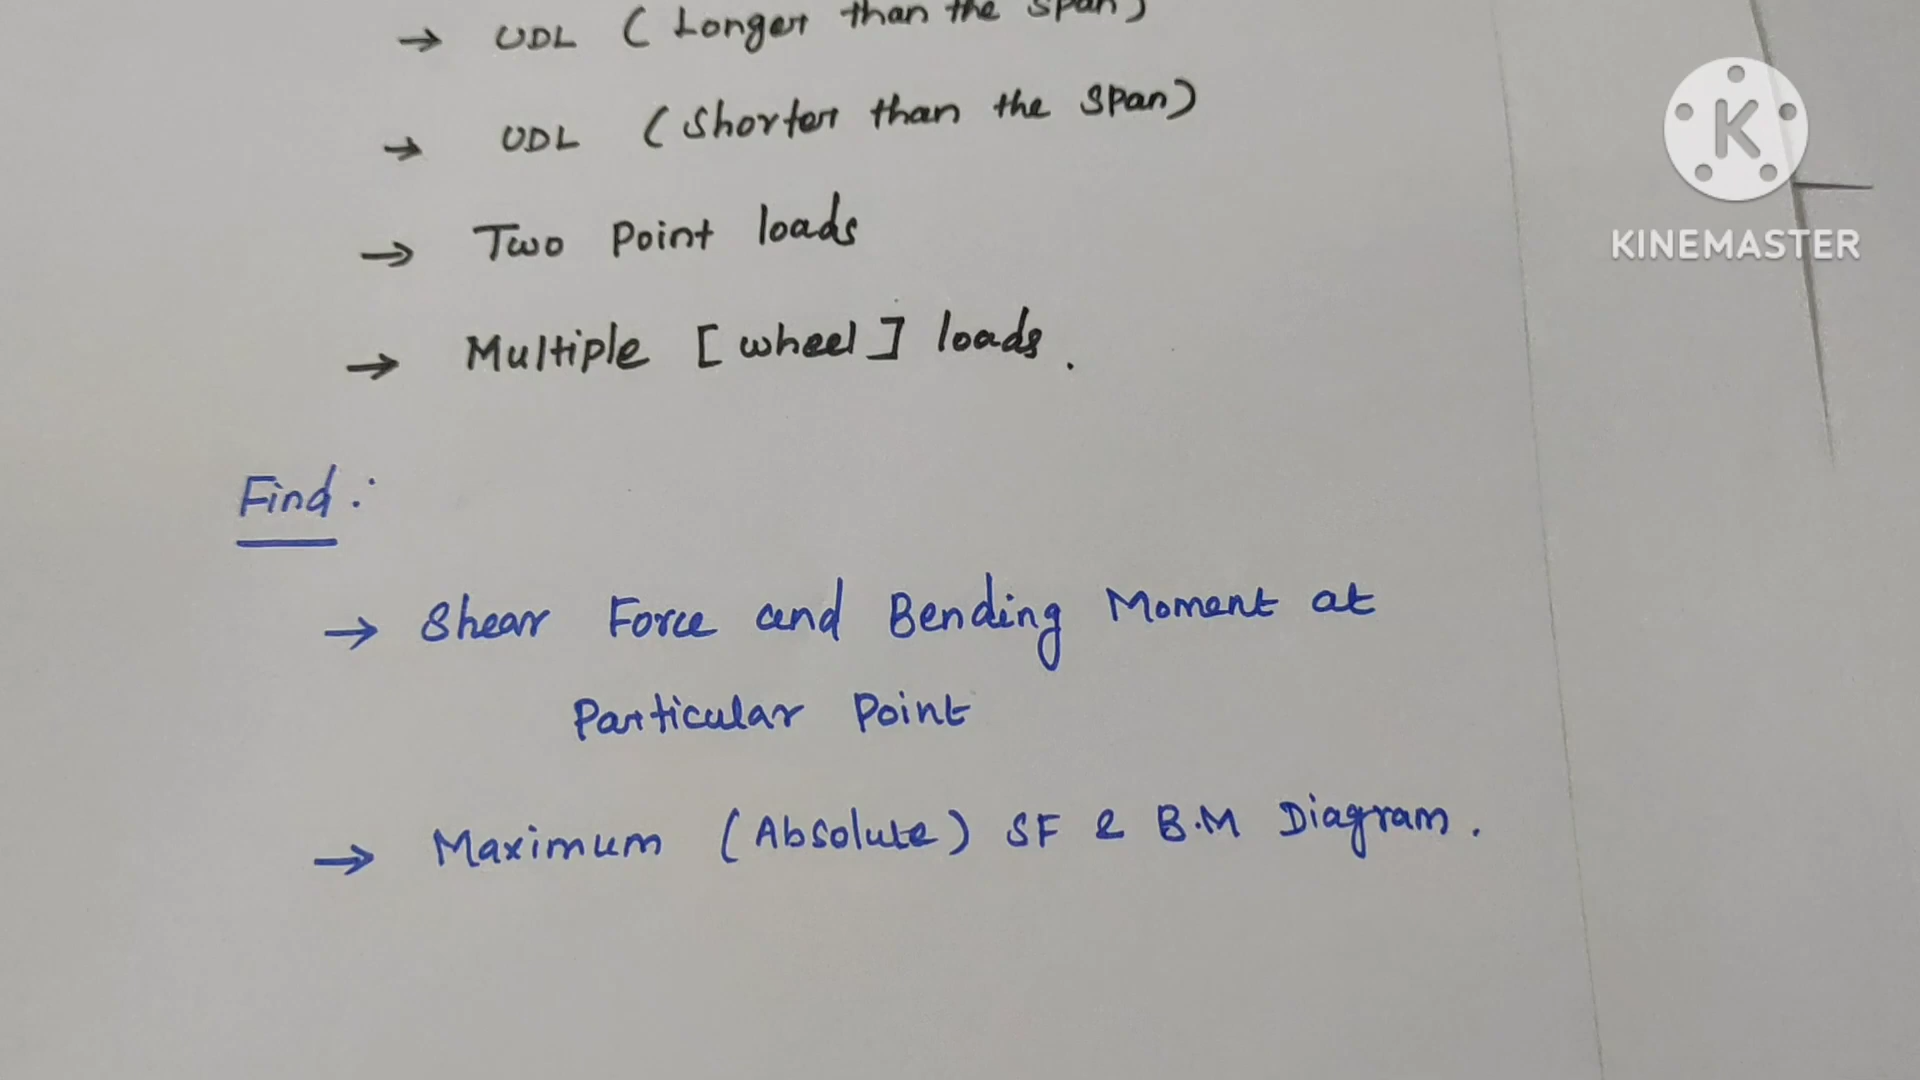 → UDL (Longer than the span)
→ UDL (Shorter than the span)
→ Two Point loads
→ Multiple [wheel] loads.
K
KINEMASTER
Find:
→ Shear Force and Bending Moment at
Particular Point
→ Maximum (Absolute) SF & B.M Diagram.